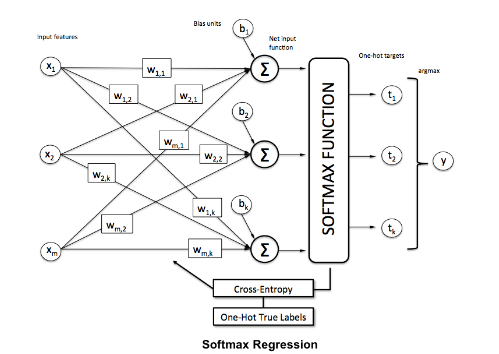 Bias units
b1
Input features
Net input
function
One-hot targets
argmax
x1
w1,1
Σ
t1
w1,2
w2,1
b2
wm,1
x2
w2,2
Σ
SOFTMAX FUNCTION
t2
y
w2,k
bk
w1,k
wm,2
tk
xm
wm,k
Σ
Cross-Entropy
One-Hot True Labels
Softmax Regression